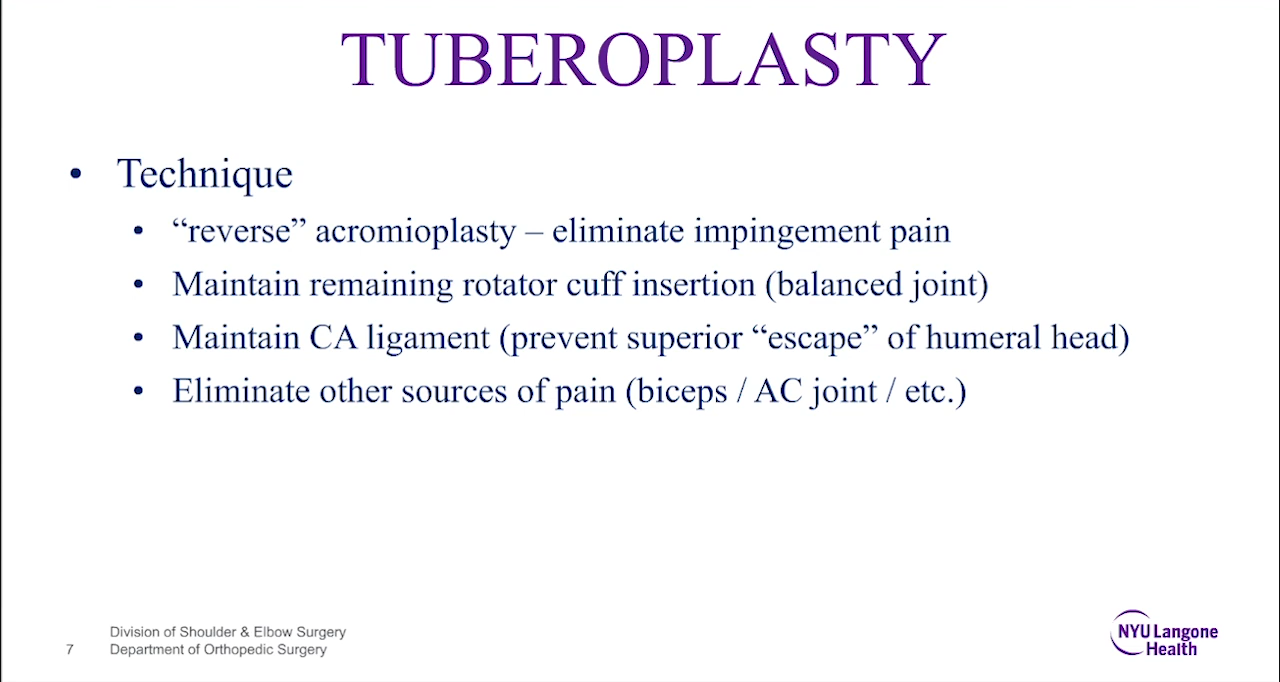 TUBEROPLASTY
• Technique
• “reverse” acromioplasty – eliminate impingement pain
• Maintain remaining rotator cuff insertion (balanced joint)
• Maintain CA ligament (prevent superior “escape” of humeral head)
• Eliminate other sources of pain (biceps / AC joint / etc.)
Division of Shoulder & Elbow Surgery
7 Department of Orthopedic Surgery
NYU Langone
Health